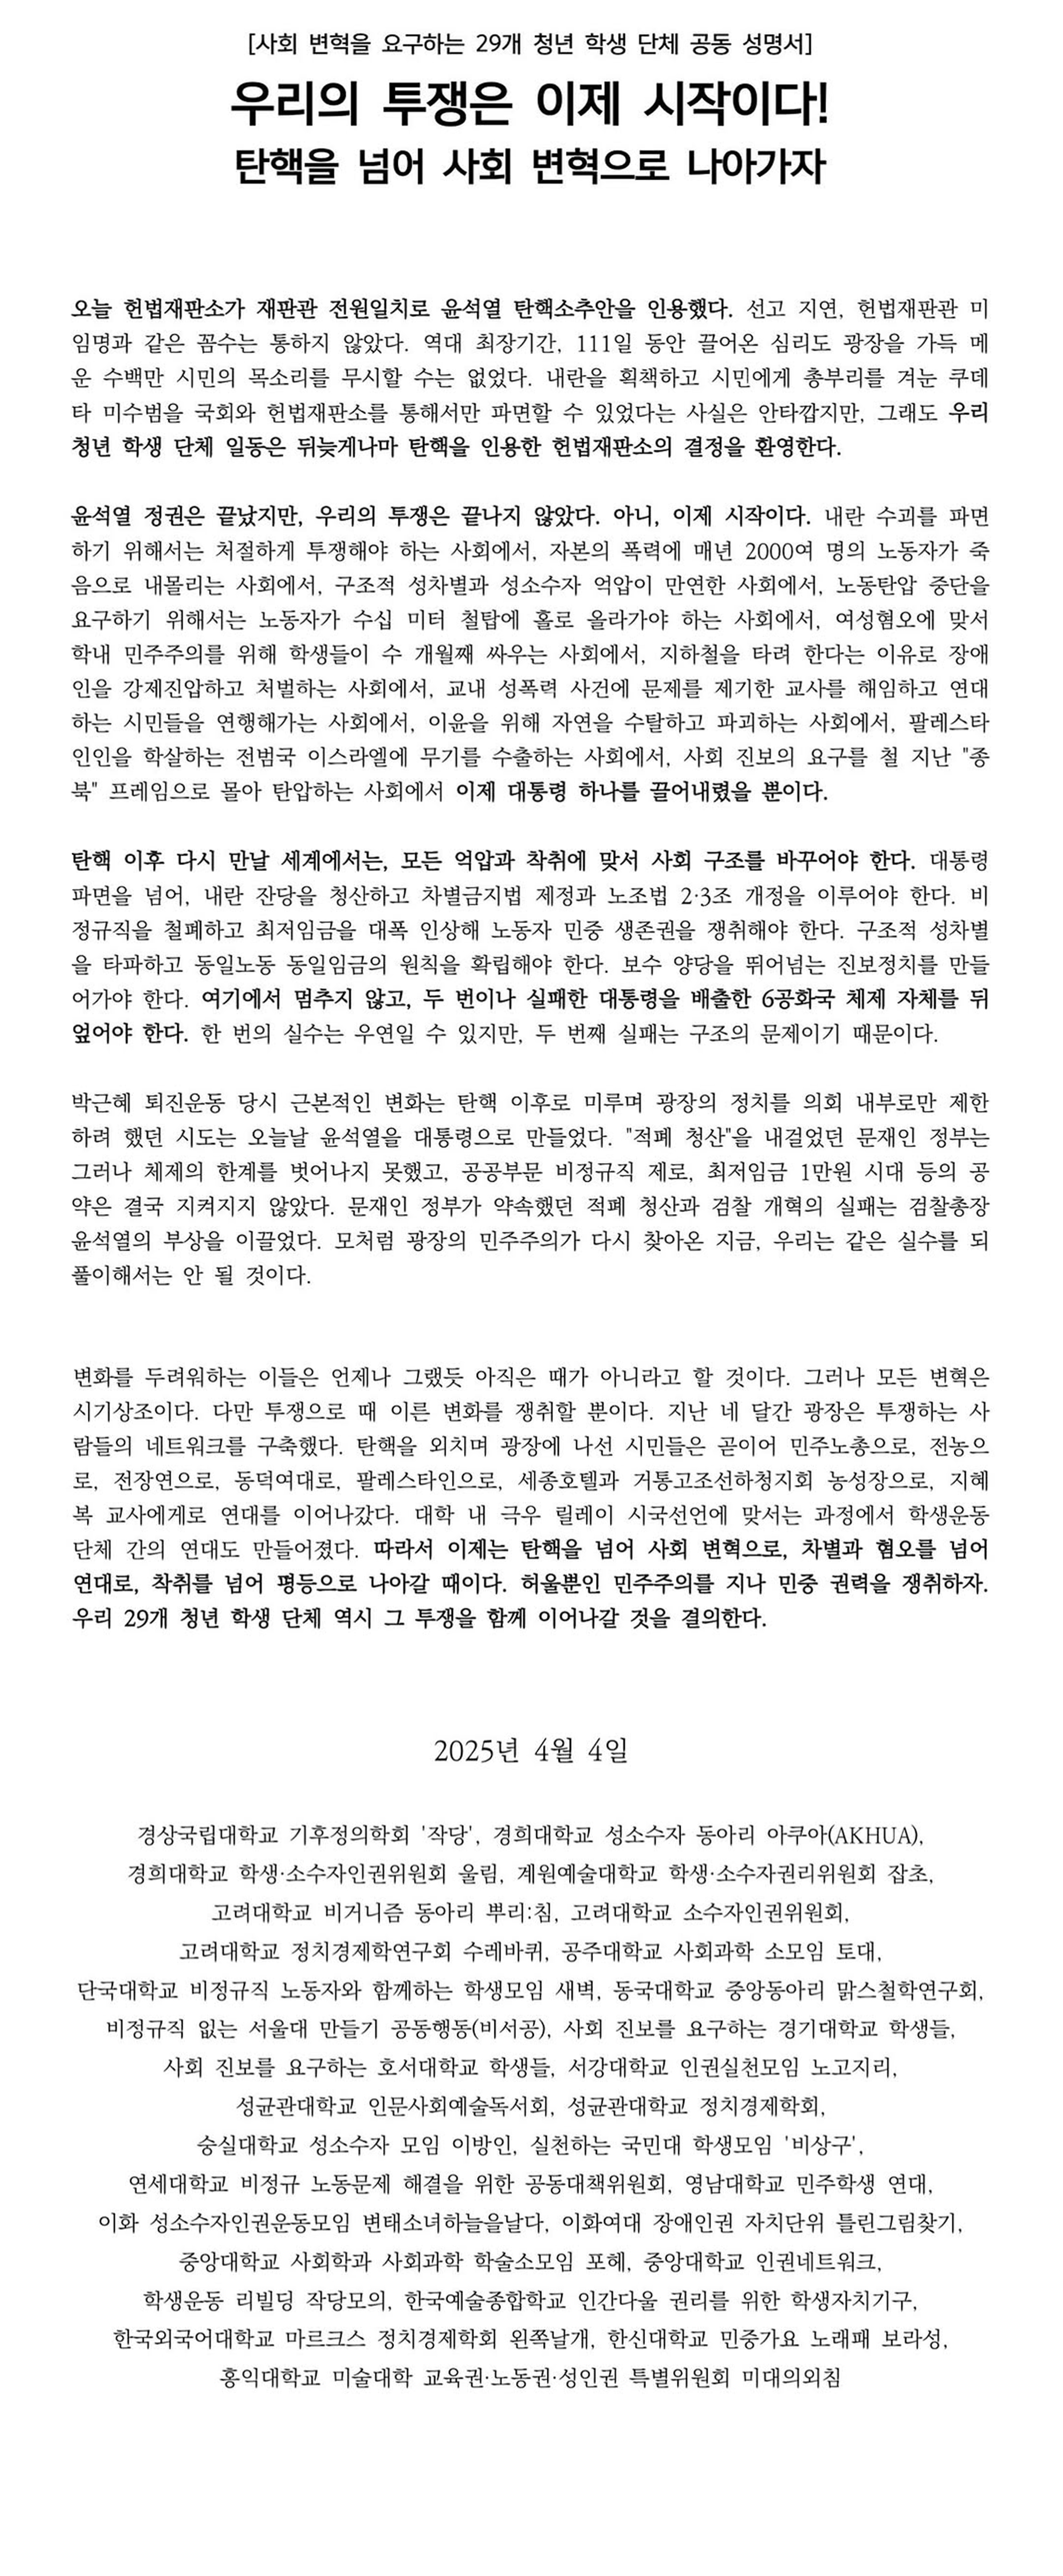 [사회 변혁을 요구하는 29개 청년 학생 단체 공동 성명서]
우리의 투쟁은 이제 시작이다!
탄핵을 넘어 사회 변혁으로 나아가자
오늘 헌법재판소가 재판관 전원일치로 윤석열 탄핵소추안을 인용했다. 선고 지연, 헌법재판관 미
임명과 같은 꼼수는 통하지 않았다. 역대 최장기간, 111일 동안 끌어온 심리도 광장을 가득 메
운 수백만 시민의 목소리를 무시할 수는 없었다. 내란을 획책하고 시민에게 총부리를 겨눈 쿠데
타 미수범을 국회와 헌법재판소를 통해서만 파면할 수 있었다는 사실은 안타깝지만, 그래도 우리
청년 학생 단체 일동은 뒤늦게나마 탄핵을 인용한 헌법재판소의 결정을 환영한다.
윤석열 정권은 끝났지만, 우리의 투쟁은 끝나지 않았다. 아니, 이제 시작이다. 내란 수괴를 파면
하기 위해서는 처절하게 투쟁해야 하는 사회에서, 자본의 폭력에 매년 2000여 명의 노동자가 죽
음으로 내몰리는 사회에서, 구조적 성차별과 성소수자 억압이 만연한 사회에서, 노동탄압 중단을
요구하기 위해서는 노동자가 수십 미터 철탑에 홀로 올라가야 하는 사회에서, 여성혐오에 맞서
학내 민주주의를 위해 학생들이 수 개월째 싸우는 사회에서, 지하철을 타려 한다는 이유로 장애
인을 강제진압하고 처벌하는 사회에서, 교내 성폭력 사건에 문제를 제기한 교사를 해임하고 연대
하는 시민들을 연행해가는 사회에서, 이윤을 위해 자연을 수탈하고 파괴하는 사회에서, 팔레스타
인인을 학살하는 전범국 이스라엘에 무기를 수출하는 사회에서, 사회 진보의 요구를 철 지난 "종
북" 프레임으로 몰아 탄압하는 사회에서 이제 대통령 하나를 끌어내렸을 뿐이다.
탄핵 이후 다시 만날 세계에서는, 모든 억압과 착취에 맞서 사회 구조를 바꾸어야 한다. 대통령
파면을 넘어, 내란 잔당을 청산하고 차별금지법 제정과 노조법 2·3조 개정을 이루어야 한다. 비
정규직을 철폐하고 최저임금을 대폭 인상해 노동자 민중 생존권을 쟁취해야 한다. 구조적 성차별
을 타파하고 동일노동 동일임금의 원칙을 확립해야 한다. 보수 양당을 뛰어넘는 진보정치를 만들
어가야 한다. 여기에서 멈추지 않고, 두 번이나 실패한 대통령을 배출한 6공화국 체제 자체를 뒤
엎어야 한다. 한 번의 실수는 우연일 수 있지만, 두 번째 실패는 구조의 문제이기 때문이다.
박근혜 퇴진운동 당시 근본적인 변화는 탄핵 이후로 미루며 광장의 정치를 의회 내부로만 제한
하려 했던 시도는 오늘날 윤석열을 대통령으로 만들었다. "적폐 청산"을 내걸었던 문재인 정부는
그러나 체제의 한계를 벗어나지 못했고, 공공부문 비정규직 제로, 최저임금 1만원 시대 등의 공
약은 결국 지켜지지 않았다. 문재인 정부가 약속했던 적폐 청산과 검찰 개혁의 실패는 검찰총장
윤석열의 부상을 이끌었다. 모처럼 광장의 민주주의가 다시 찾아온 지금, 우리는 같은 실수를 되
풀이해서는 안 될 것이다.
변화를 두려워하는 이들은 언제나 그랬듯 아직은 때가 아니라고 할 것이다. 그러나 모든 변혁은
시기상조이다. 다만 투쟁으로 때 이른 변화를 쟁취할 뿐이다. 지난 네 달간 광장은 투쟁하는 사
람들의 네트워크를 구축했다. 탄핵을 외치며 광장에 나선 시민들은 곧이어 민주노총으로, 전농으
로, 전장연으로, 동덕여대로, 팔레스타인으로, 세종호텔과 거통고조선하청지회 농성장으로, 지혜
복 교사에게로 연대를 이어나갔다. 대학 내 극우 릴레이 시국선언에 맞서는 과정에서 학생운동
단체 간의 연대도 만들어졌다. 따라서 이제는 탄핵을 넘어 사회 변혁으로, 차별과 혐오를 넘어
연대로, 착취를 넘어 평등으로 나아갈 때이다. 허울뿐인 민주주의를 지나 민중 권력을 쟁취하자.
우리 29개 청년 학생 단체 역시 그 투쟁을 함께 이어나갈 것을 결의한다.
2025년 4월 4일
경상국립대학교 기후정의학회 '작당', 경희대학교 성소수자 동아리 아쿠아(AKHUA),
경희대학교 학생·소수자인권위원회 울림, 계원예술대학교 학생·소수자권리위원회 잡초,
고려대학교 비거니즘 동아리 뿌리:침, 고려대학교 소수자인권위원회,
고려대학교 정치경제학연구회 수레바퀴, 공주대학교 사회과학 소모임 토대,
단국대학교 비정규직 노동자와 함께하는 학생모임 새벽, 동국대학교 중앙동아리 맑스철학연구회,
비정규직 없는 서울대 만들기 공동행동(비서공), 사회 진보를 요구하는 경기대학교 학생들,
사회 진보를 요구하는 호서대학교 학생들, 서강대학교 인권실천모임 노고지리,
성균관대학교 인문사회예술독서회, 성균관대학교 정치경제학회,
숭실대학교 성소수자 모임 이방인, 실천하는 국민대 학생모임 '비상구',
연세대학교 비정규 노동문제 해결을 위한 공동대책위원회, 영남대학교 민주학생 연대,
이화 성소수자인권운동모임 변태소녀하늘을날다, 이화여대 장애인권 자치단위 틀린그림찾기,
중앙대학교 사회학과 사회과학 학술소모임 포헤, 중앙대학교 인권네트워크,
학생운동 리빌딩 작당모의, 한국예술종합학교 인간다울 권리를 위한 학생자치기구,
한국외국어대학교 마르크스 정치경제학회 왼쪽날개, 한신대학교 민중가요 노래패 보라성,
홍익대학교 미술대학 교육권·노동권·성인권 특별위원회 미대의외침